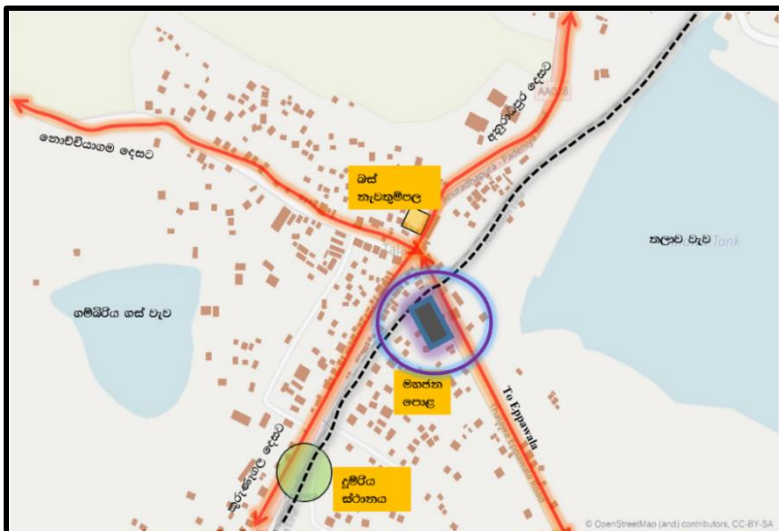 අනුරාධපුර දෙසට
AA028
නොච්චියාගම දෙසට
බස්
නැවතුම්පල
තලාව වැව
Tank
ගම්බිරිය ගස් වැව
මහජන
පොළ
To Eppawala
කුරුණෑගල දෙසට
දුම්රිය
ස්ථානය
© OpenStreetMap (and) contributors, CC-BY-SA